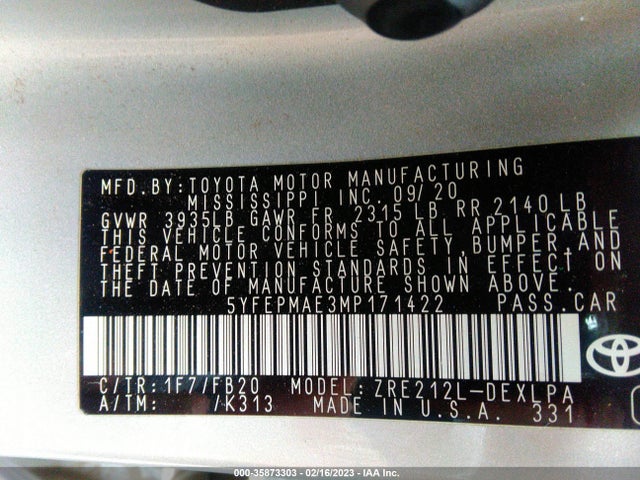 MFD. BY: TOYOTA MOTOR MANUFACTURING
MISSISSIPPI INC. 09/20
GVWR 3935LB GAWR FR 2315 LB RR 2140 LB
THIS VEHICLE CONFORMS TO ALL APPLICABLE
FEDERAL MOTOR VEHICLE SAFETY, BUMPER, AND
THEFT PREVENTION STANDARDS IN EFFECT ON
THE DATE OF MANUFACTURE SHOWN ABOVE.
5YFEPMAE3MP171422 PASS. CAR
C/TR: 1F7/FB20 MODEL: ZRE212L-DEXLPA
A/TM: /K313 MADE IN U.S.A. 331
000-35873303 - 02/16/2023 - IAA Inc.